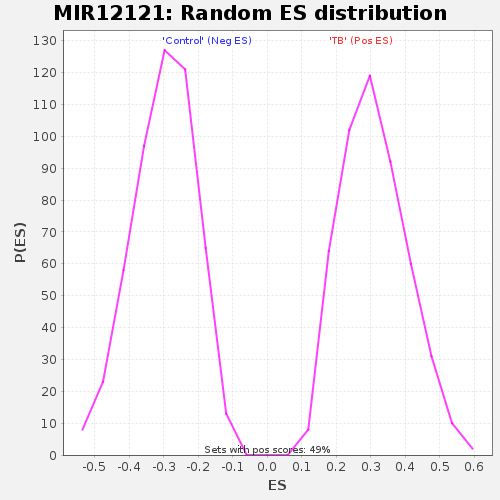 MIR12121: Random ES distribution
'Control' (Neg ES)
'TB' (Pos ES)
130
120
110
100
90
80
70
60
50
40
30
20
10
0
P(ES)
Sets with pos scores: 49%
-0.5 -0.4 -0.3 -0.2 -0.1 0.0 0.1 0.2 0.3 0.4 0.5 0.6
ES